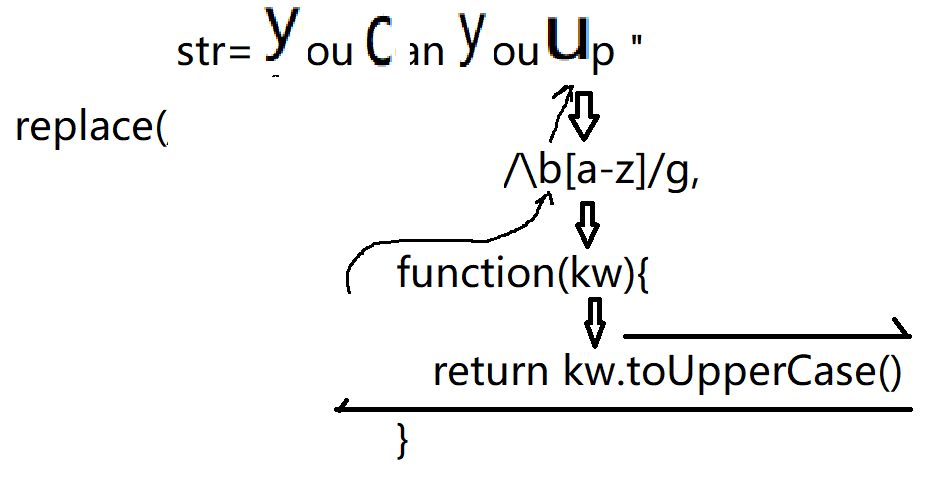 str= you can you up "
replace(
/\b[a-z]/g,
function(kw){
return kw.toUpperCase()
}